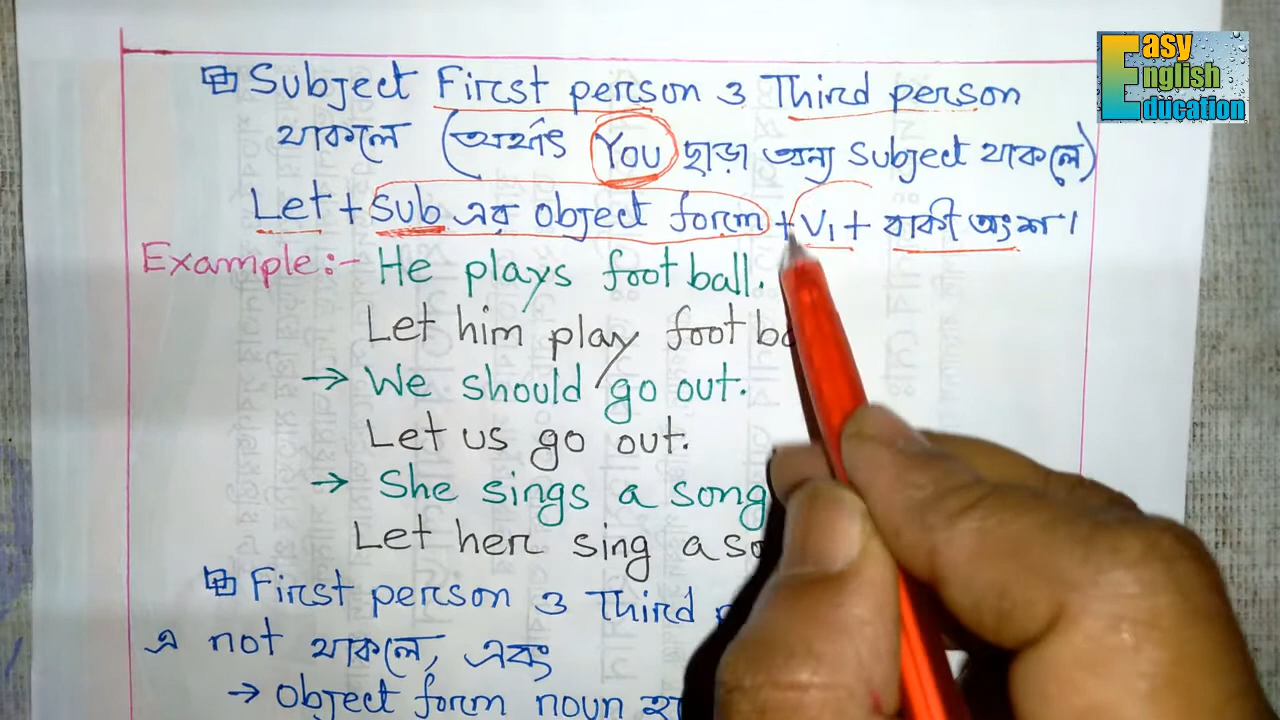 Easy English Education
Subject First person ও Third person
থাকলে (অর্থাৎ You ছাড়া অন্য subject থাকলে)
Let + Sub এর object form + V1 + বাকী অংশ।
Example:- He plays football.
Let him play foot
→ We should go out.
Let us go out.
→ She sings a song
Let her sing a
First person ও Third
এ not থাকলে, এবং
→ object form noun